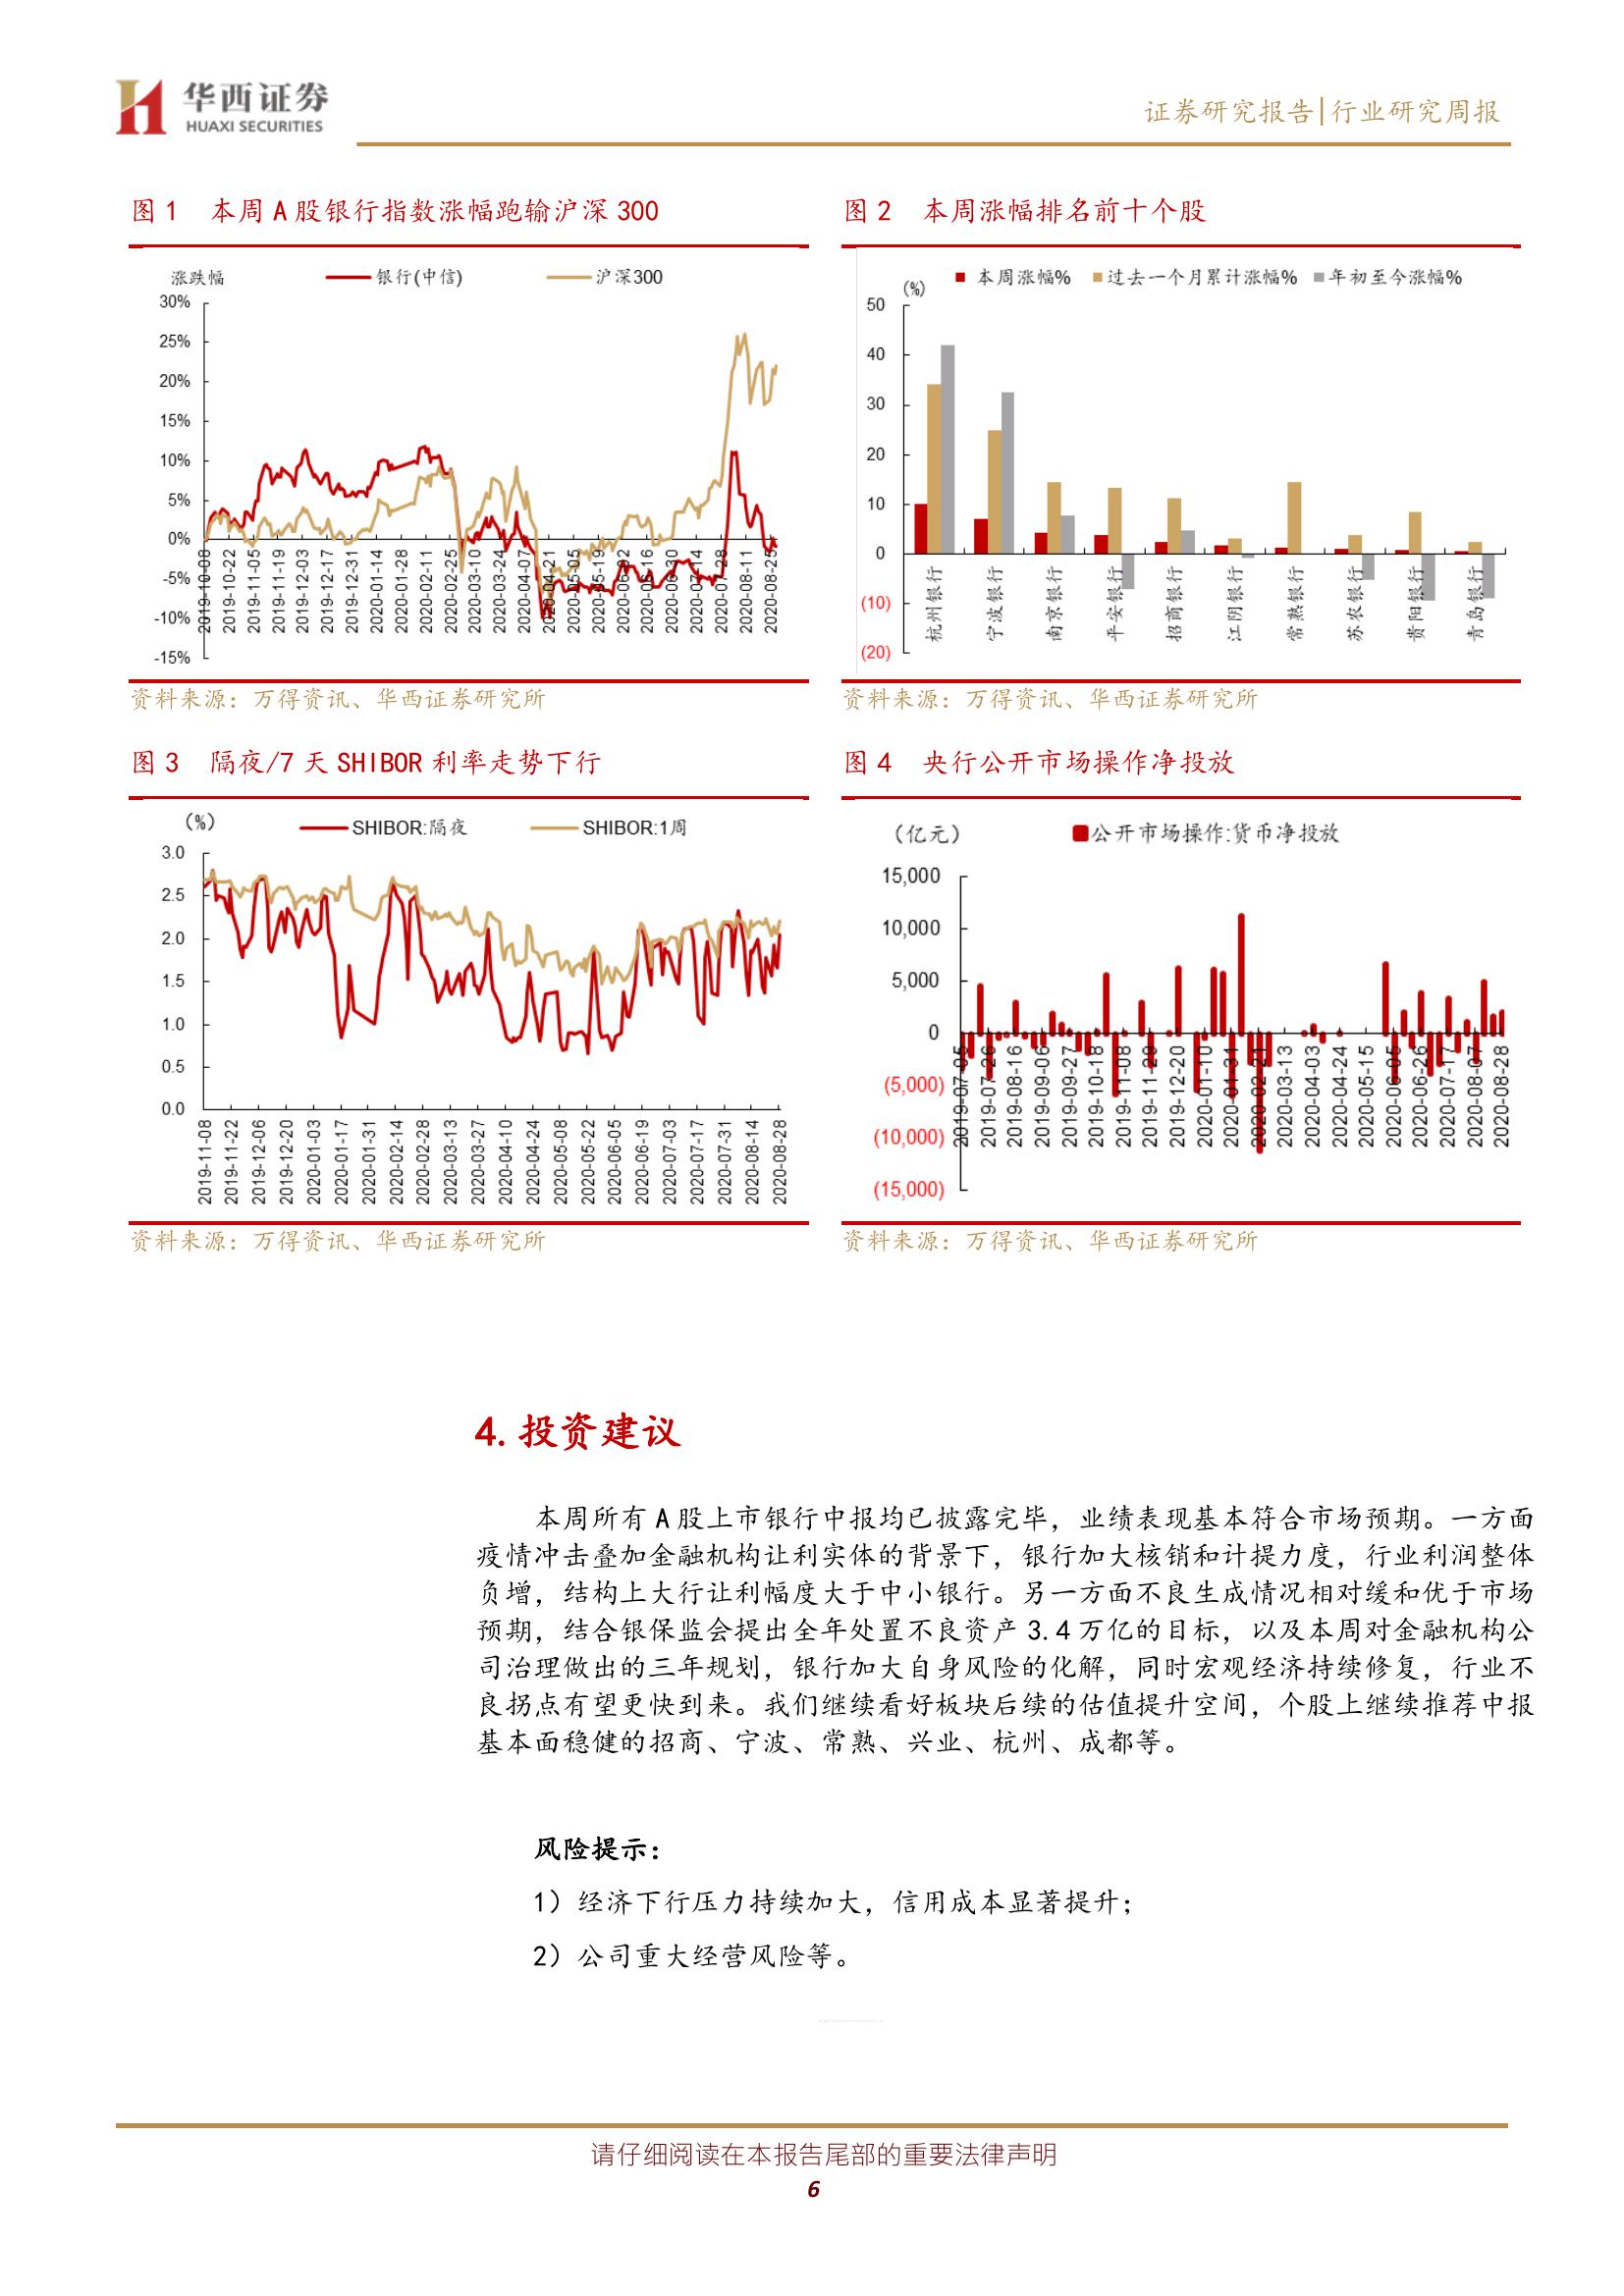 华西证券
HUAXI SECURITIES
证券研究报告|行业研究周报
图 1 本周 A 股银行指数涨幅跑输沪深 300
涨跌幅
银行(中信)
沪深300
30%
25%
20%
15%
10%
5%
0%
-5%
-10%
-15%
2019-10-08
2019-10-22
2019-11-05
2019-11-19
2019-12-03
2019-12-17
2019-12-31
2020-01-14
2020-01-28
2020-02-11
2020-02-25
2020-03-10
2020-03-24
2020-04-07
2020-04-21
2020-05-05
2020-05-19
2020-06-02
2020-06-16
2020-06-30
2020-07-14
2020-07-28
2020-08-11
2020-08-25
资料来源：万得资讯、华西证券研究所
图 2 本周涨幅排名前十个股
(%)
本周涨幅%
过去一个月累计涨幅%
年初至今涨幅%
50
40
30
20
10
0
(10)
(20)
杭州银行
宁波银行
南京银行
平安银行
招商银行
江阴银行
常熟银行
苏农银行
贵阳银行
青岛银行
资料来源：万得资讯、华西证券研究所
图 3 隔夜/7 天 SHIBOR 利率走势下行
(%)
SHIBOR:隔夜
SHIBOR:1周
3.0
2.5
2.0
1.5
1.0
0.5
0.0
2019-11-08
2019-11-22
2019-12-06
2019-12-20
2020-01-03
2020-01-17
2020-01-31
2020-02-14
2020-02-28
2020-03-13
2020-03-27
2020-04-10
2020-04-24
2020-05-08
2020-05-22
2020-06-05
2020-06-19
2020-07-03
2020-07-17
2020-07-31
2020-08-14
2020-08-28
资料来源：万得资讯、华西证券研究所
图 4 央行公开市场操作净投放
（亿元）
公开市场操作:货币净投放
15,000
10,000
5,000
0
(5,000)
(10,000)
(15,000)
2019-07-05
2019-07-26
2019-08-16
2019-09-06
2019-09-27
2019-10-18
2019-11-08
2019-11-29
2019-12-20
2020-01-10
2020-01-31
2020-02-21
2020-03-13
2020-04-03
2020-04-24
2020-05-15
2020-06-05
2020-06-26
2020-07-17
2020-08-07
2020-08-28
资料来源：万得资讯、华西证券研究所
4. 投资建议
本周所有 A 股上市银行中报均已披露完毕，业绩表现基本符合市场预期。一方面
疫情冲击叠加金融机构让利实体的背景下，银行加大核销和计提力度，行业利润整体
负增，结构上大行让利幅度大于中小银行。另一方面不良生成情况相对缓和优于市场
预期，结合银保监会提出全年处置不良资产 3.4 万亿的目标，以及本周对金融机构公
司治理做出的三年规划，银行加大自身风险的化解，同时宏观经济持续修复，行业不
良拐点有望更快到来。我们继续看好板块后续的估值提升空间，个股上继续推荐中报
基本面稳健的招商、宁波、常熟、兴业、杭州、成都等。
风险提示：
1）经济下行压力持续加大，信用成本显著提升；
2）公司重大经营风险等。
请仔细阅读在本报告尾部的重要法律声明
6